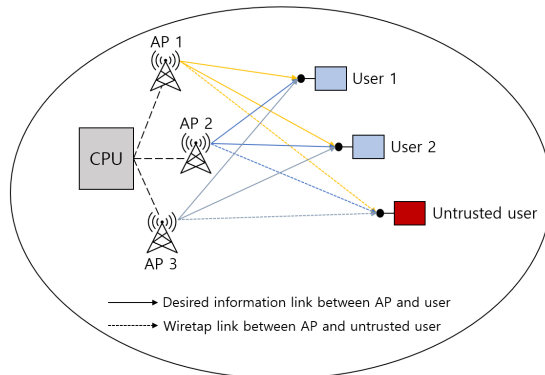 AP 1
User 1
AP 2
CPU
User 2
Untrusted user
AP 3
Desired information link between AP and user
Wiretap link between AP and untrusted user